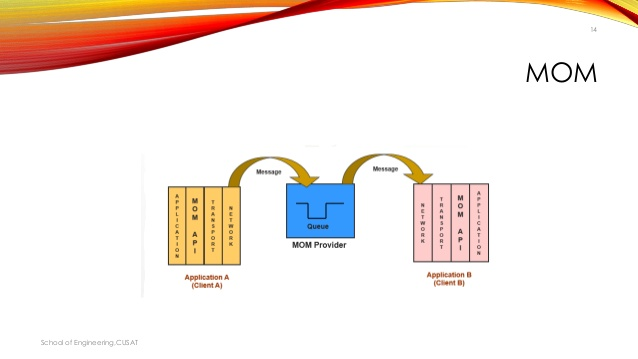 14
MOM
Message
Message
APPLICATION
MOM API
TRANSPORT
NETWORK
Queue
MOM Provider
NETWORK
TRANSPORT
MOM API
APPLICATION
Application A
(Client A)
Application B
(Client B)
School of Engineering,CUSAT